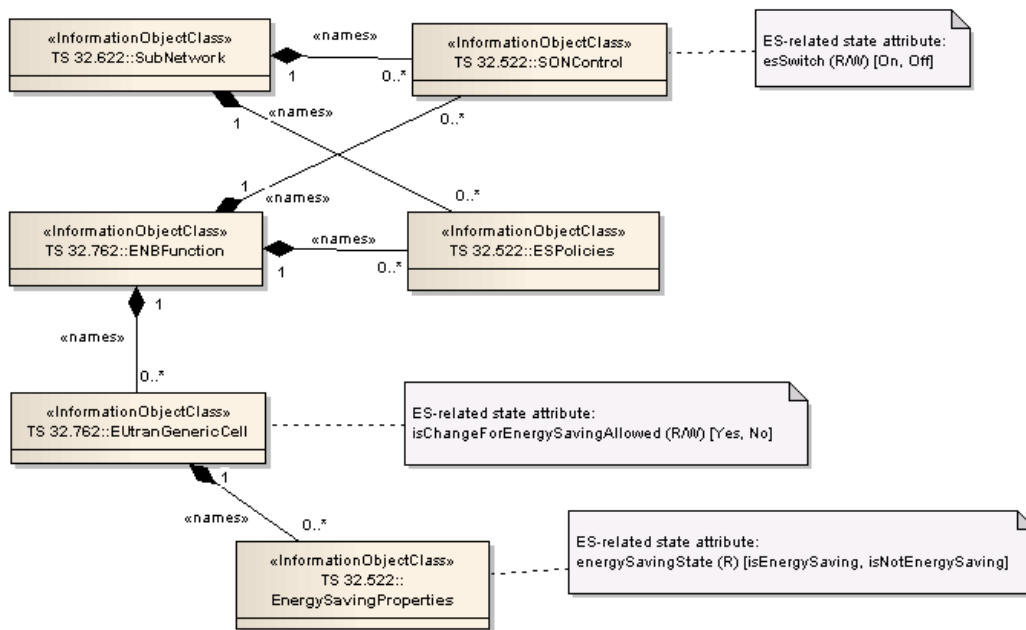 «InformationObjectClass»
TS 32.622::SubNetwork
«names»
1
0..*
«InformationObjectClass»
TS 32.522::SONControl
ES-related state attribute:
esSwitch (R/W) [On, Off]
1
«names»
0..*
1
«names»
0..*
«InformationObjectClass»
TS 32.762::ENBFunction
«names»
1
0..*
«InformationObjectClass»
TS 32.522::ESPolicies
1
«names»
0..*
«InformationObjectClass»
TS 32.762::EUtranGenericCell
ES-related state attribute:
isChangeForEnergySavingAllowed (R/W) [Yes, No]
1
«names»
0..*
«InformationObjectClass»
TS 32.522::
EnergySavingProperties
ES-related state attribute:
energySavingState (R) [isEnergySaving, isNotEnergySaving]